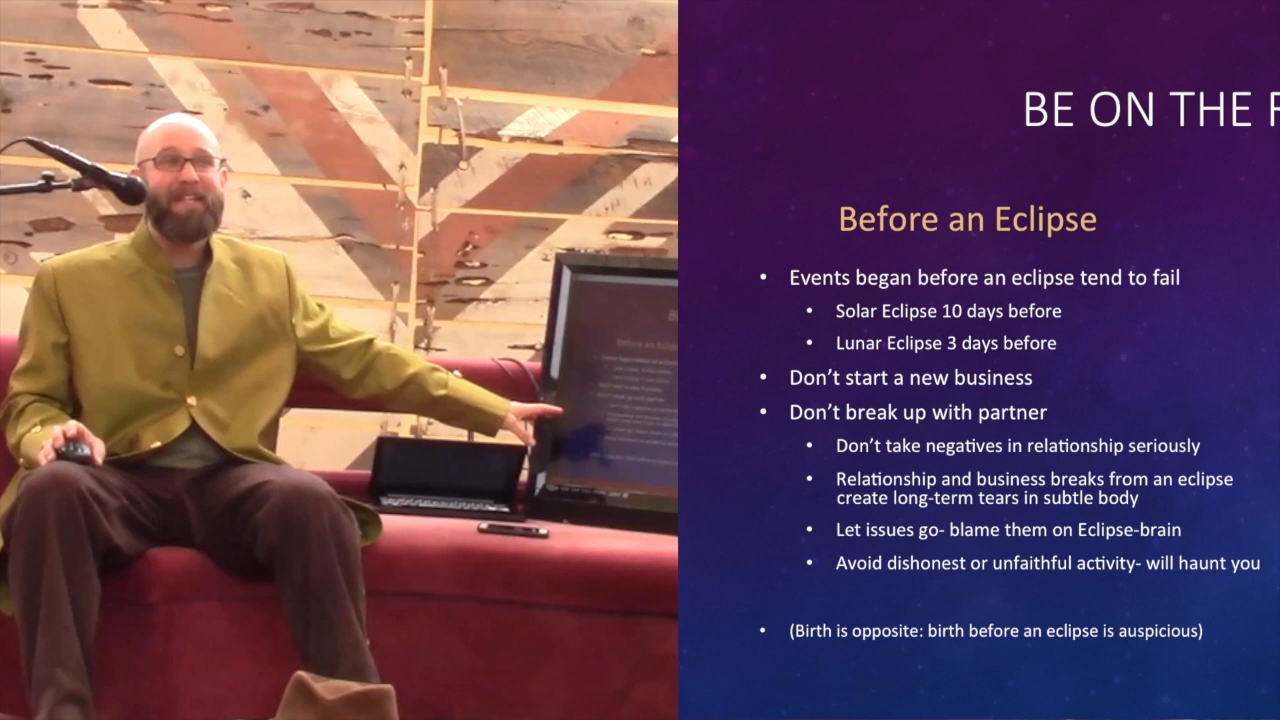 BE ON THE
Before an Eclipse
• Events began before an eclipse tend to fail
• Solar Eclipse 10 days before
• Lunar Eclipse 3 days before
• Don't start a new business
• Don't break up with partner
• Don't take negatives in relationship seriously
• Relationship and business breaks from an eclipse
create long-term tears in subtle body
• Let issues go- blame them on Eclipse-brain
• Avoid dishonest or unfaithful activity- will haunt you
• (Birth is opposite: birth before an eclipse is auspicious)